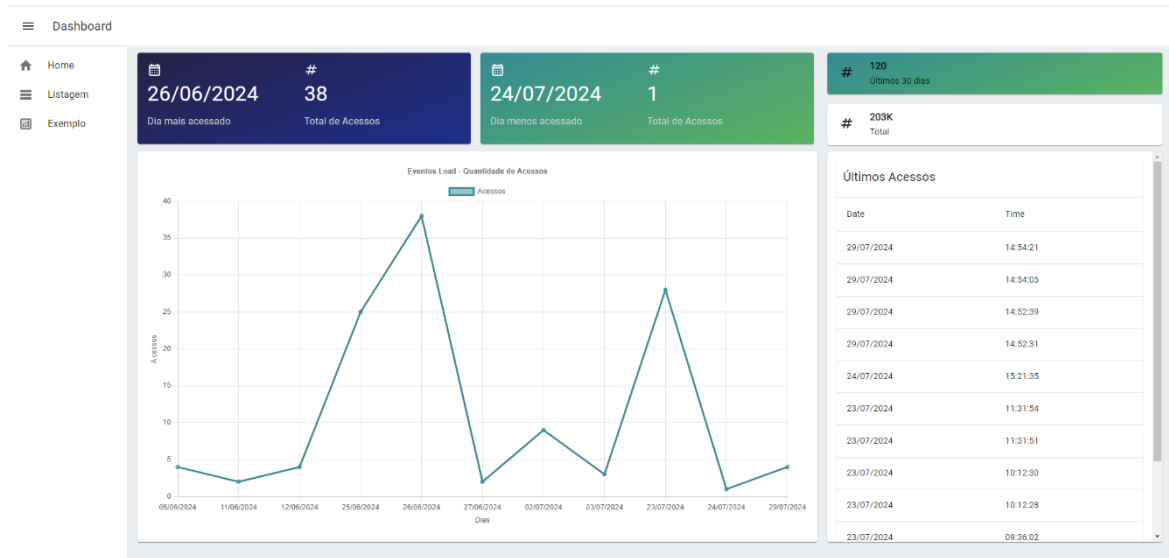 Dashboard
Home
Listagem
Exemplo
26/06/2024
Dia mais acessado
#
38
Total de Acessos
24/07/2024
Dia menos acessado
#
1
Total de Acessos
# 120
Últimos 30 dias
# 203K
Total
Eventos Load - Quantidade de Acessos
Acessos
40
35
30
25
20
15
10
5
0
Acessos
05/06/2024 11/06/2024 12/06/2024 25/06/2024 26/06/2024 27/06/2024 02/07/2024 03/07/2024 23/07/2024 24/07/2024 29/07/2024
Dias
Últimos Acessos
Date Time
29/07/2024 14:54:21
29/07/2024 14:54:05
29/07/2024 14:52:39
29/07/2024 14:52:31
24/07/2024 15:21:35
23/07/2024 11:31:54
23/07/2024 11:31:51
23/07/2024 10:12:30
23/07/2024 10:12:28
23/07/2024 09:36:02